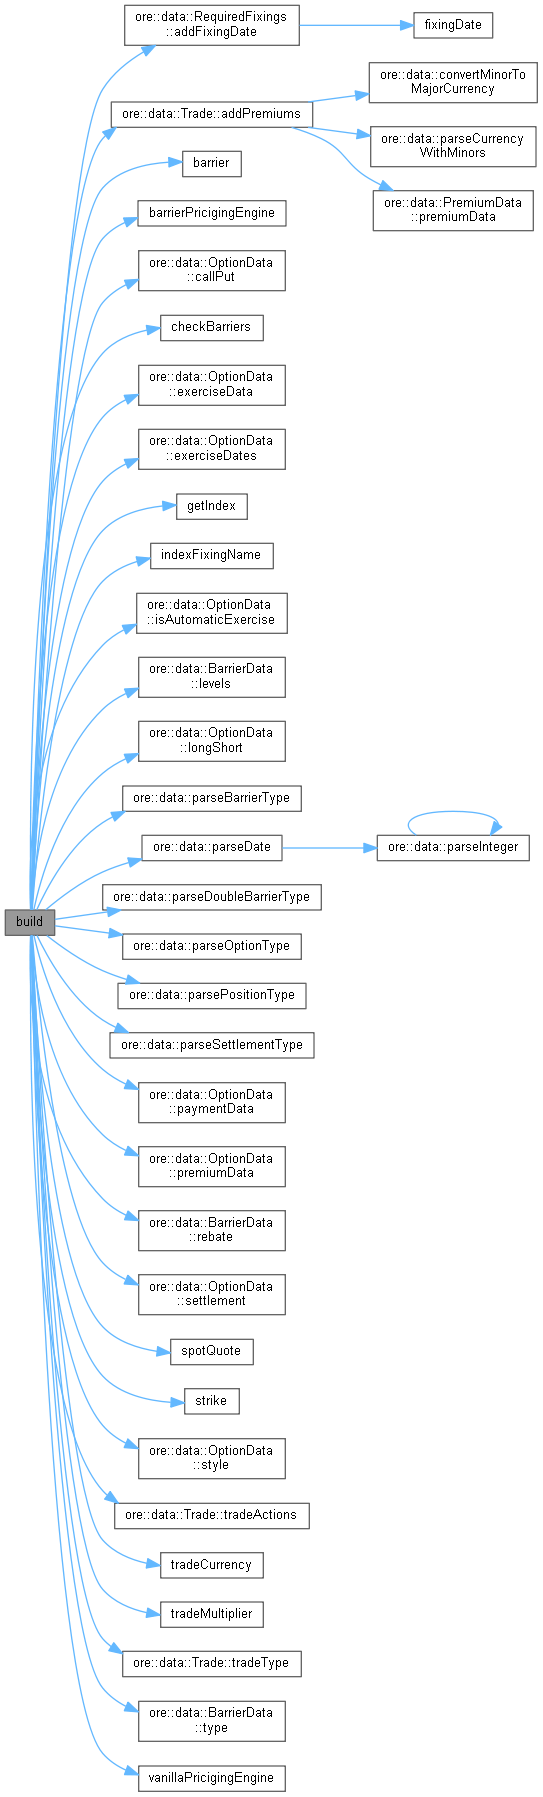 ore::data::RequiredFixings
::addFixingDate
fixingDate
ore::data::Trade::addPremiums
ore::data::convertMinorTo
MajorCurrency
ore::data::parseCurrency
WithMinors
ore::data::PremiumData
::premiumData
barrier
barrierPricigingEngine
ore::data::OptionData
::callPut
checkBarriers
ore::data::OptionData
::exerciseData
ore::data::OptionData
::exerciseDates
getIndex
indexFixingName
ore::data::OptionData
::isAutomaticExercise
ore::data::BarrierData
::levels
ore::data::OptionData
::longShort
ore::data::parseBarrierType
ore::data::parseDate
ore::data::parseInteger
build
ore::data::parseDoubleBarrierType
ore::data::parseOptionType
ore::data::parsePositionType
ore::data::parseSettlementType
ore::data::OptionData
::paymentData
ore::data::OptionData
::premiumData
ore::data::BarrierData
::rebate
ore::data::OptionData
::settlement
spotQuote
strike
ore::data::OptionData
::style
ore::data::Trade::tradeActions
tradeCurrency
tradeMultiplier
ore::data::Trade::tradeType
ore::data::BarrierData
::type
vanillaPricigingEngine